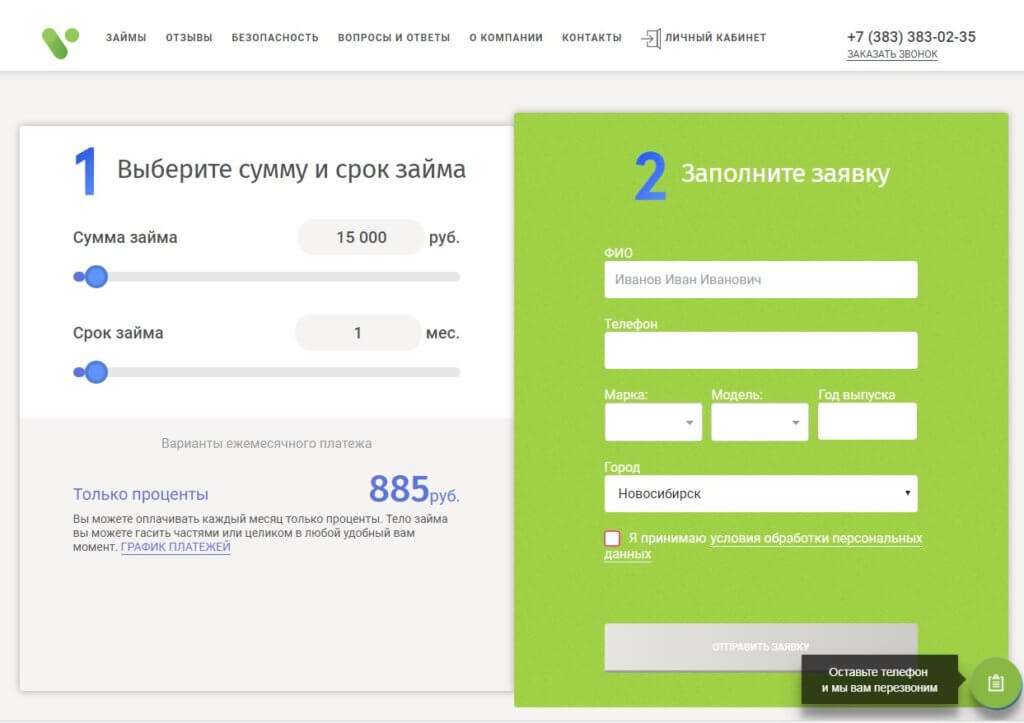 ЗАЙМЫ ОТЗЫВЫ БЕЗОПАСНОСТЬ ВОПРОСЫ И ОТВЕТЫ О КОМПАНИИ КОНТАКТЫ ЛИЧНЫЙ КАБИНЕТ
+7 (383) 383-02-35
ЗАКАЗАТЬ ЗВОНОК
1 Выберите сумму и срок займа
Сумма займа 15 000 руб.
Срок займа 1 мес.
Варианты ежемесячного платежа
Только проценты 885руб.
Вы можете оплачивать каждый месяц только проценты. Тело займа
вы можете гасить частями или целиком в любой удобный вам
момент. ГРАФИК ПЛАТЕЖЕЙ
2 Заполните заявку
ФИО
Иванов Иван Иванович
Телефон
Марка: Модель: Год выпуска
Город
Новосибирск
Я принимаю условия обработки персональных
данных
ОТПРАВИТЬ ЗАЯВКУ
Оставьте телефон
и мы вам перезвоним